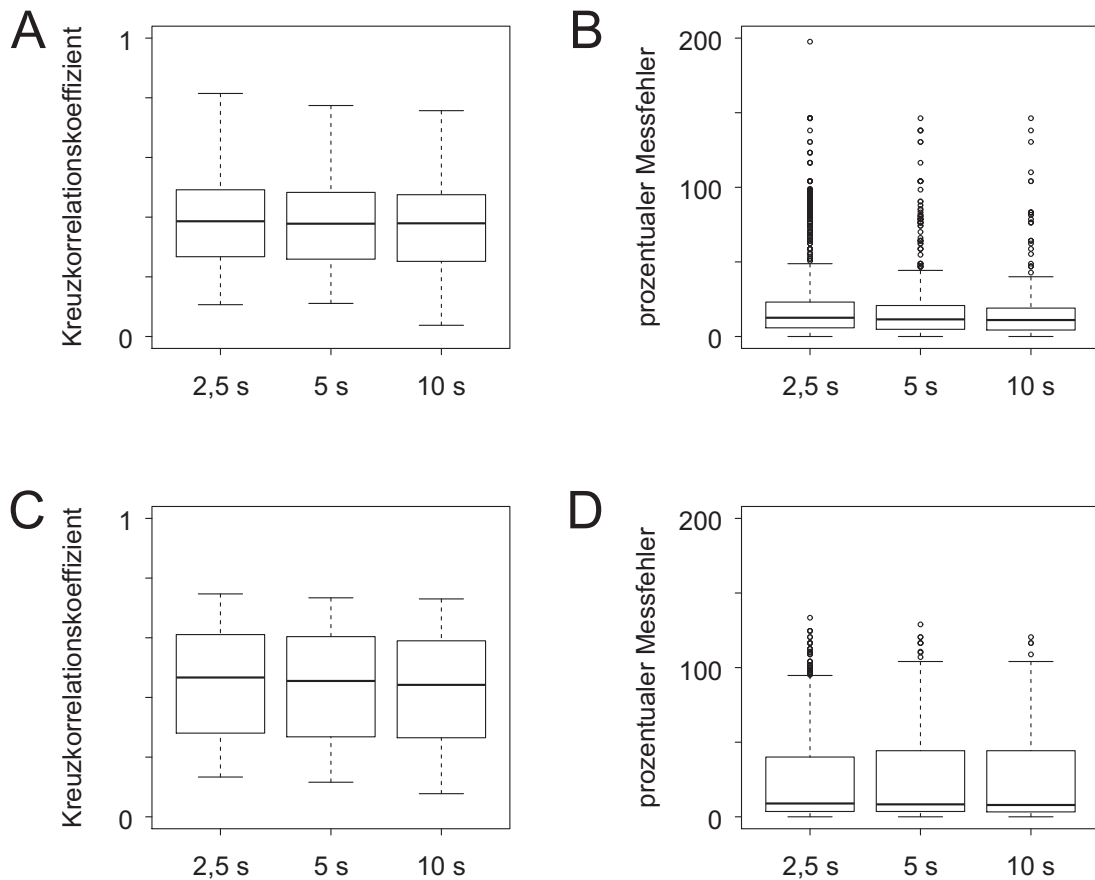 A
Kreuzkorrelationskoeffizient
1
0
2,5 s 5 s 10 s
B
prozentualer Messfehler
200
100
0
2,5 s 5 s 10 s
C
Kreuzkorrelationskoeffizient
1
0
2,5 s 5 s 10 s
D
prozentualer Messfehler
200
100
0
2,5 s 5 s 10 s